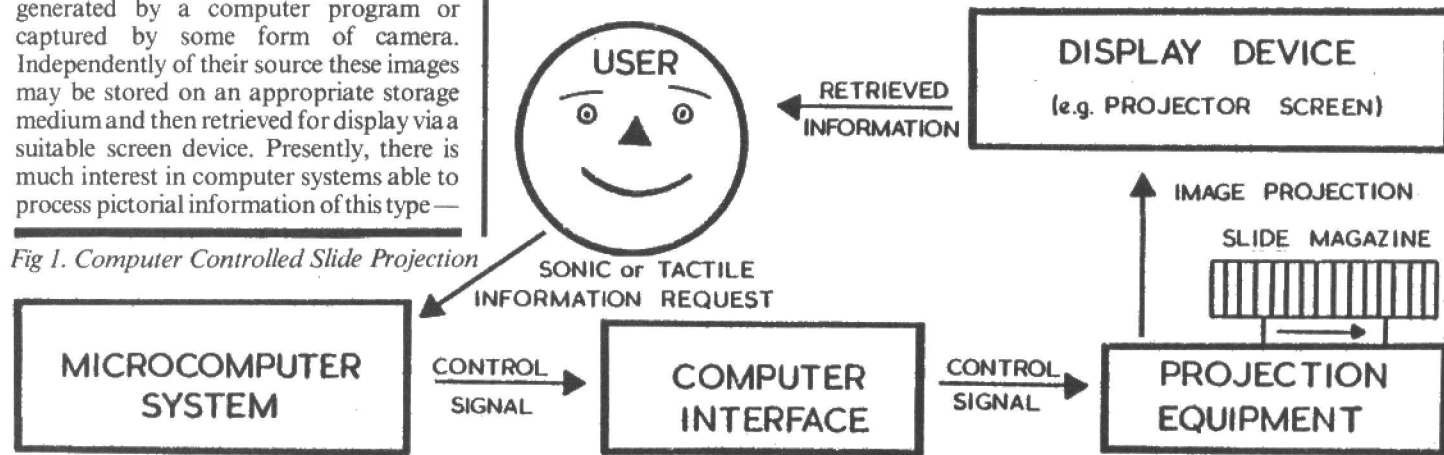 generated by a computer program or
captured by some form of camera.
Independently of their source these images
may be stored on an appropriate storage
medium and then retrieved for display via a
suitable screen device. Presently, there is
much interest in computer systems able to
process pictorial information of this type —
Fig 1. Computer Controlled Slide Projection
USER
SONIC or TACTILE
INFORMATION REQUEST
MICROCOMPUTER
SYSTEM
CONTROL
SIGNAL
COMPUTER
INTERFACE
CONTROL
SIGNAL
PROJECTION
EQUIPMENT
SLIDE MAGAZINE
IMAGE PROJECTION
DISPLAY DEVICE
(e.g. PROJECTOR SCREEN)
RETRIEVED
INFORMATION